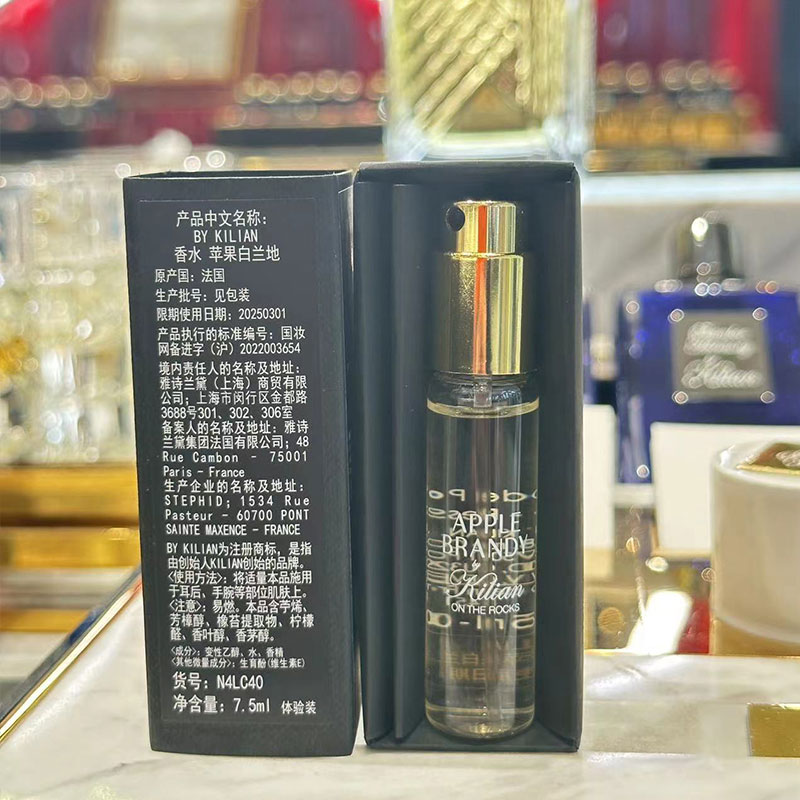 产品中文名称:
BY KILIAN
香水 苹果白兰地
原产国: 法国
生产批号: 见包装
限期使用日期: 20250301
产品执行的标准编号: 国妆
网备进字 (沪) 2022003654
境内责任人的名称及地址:
雅诗兰黛 (上海) 商贸有限
公司; 上海市闵行区金都路
3688号301、302、306室
备案人的名称及地址: 雅诗
兰黛集团法国有限公司; 48
Rue Cambon - 75001
Paris - France
生产企业的名称及地址:
STEPHID; 1534 Rue
Pasteur - 60700 PONT
SAINTE MAXENCE - FRANCE
BY KILIAN为注册商标, 是指
由创始人KILIAN创始的品牌。
<使用方法>: 将适量本品施用
于耳后、手腕等部位肌肤上。
<注意>: 易燃。本品含苧烯、
芳樟醇、橡苔提取物、柠檬
醛、香叶醇、香茅醇。
<成分>: 变性乙醇、水、香精
<其他微量成分>: 生育酚(维生素E)
货号: N4LC40
净含量: 7.5ml 体验装
APPLE
BRANDY
by
Kilian
ON THE ROCKS
Kilian